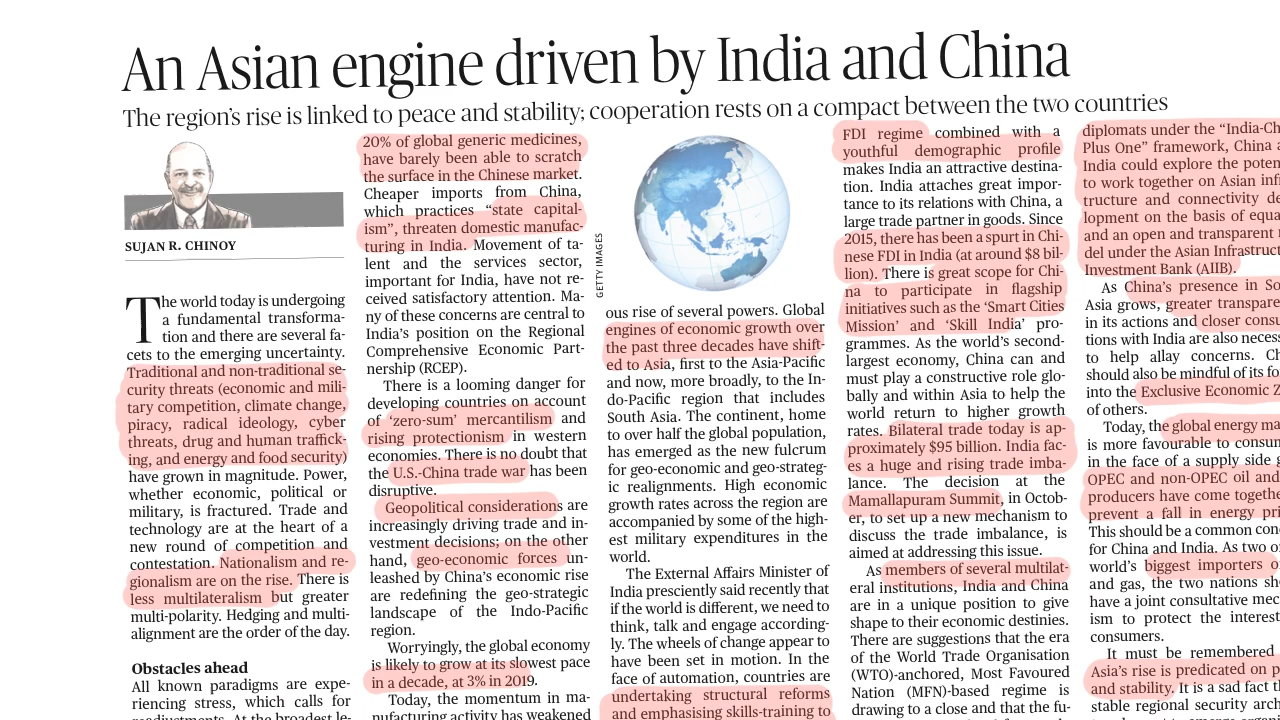 An Asian engine driven by India and China
The region's rise is linked to peace and stability; cooperation rests on a compact between the two countries
SUJAN R. CHINOY
The world today is undergoing
a fundamental transforma-
tion and there are several fa-
cets to the emerging uncertainty.
Traditional and non-traditional se-
curity threats (economic and mili-
tary competition, climate change,
piracy, radical ideology, cyber
threats, drug and human traffick-
ing, and energy and food security)
have grown in magnitude. Power,
whether economic, political or
military, is fractured. Trade and
technology are at the heart of a
new round of competition and
contestation. Nationalism and re-
gionalism are on the rise. There is
less multilateralism but greater
multi-polarity. Hedging and multi-
alignment are the order of the day.
Obstacles ahead
All known paradigms are expe-
riencing stress, which calls for
readjustments. At the broadest le-
20% of global generic medicines,
have barely been able to scratch
the surface in the Chinese market.
Cheaper imports from China,
which practices “state capital-
ism”, threaten domestic manufac-
turing in India. Movement of ta-
lent and the services sector,
important for India, have not re-
ceived satisfactory attention. Ma-
ny of these concerns are central to
India's position on the Regional
Comprehensive Economic Part-
nership (RCEP).
There is a looming danger for
developing countries on account
of ‘zero-sum’ mercantilism and
rising protectionism in western
economies. There is no doubt that
the U.S.-China trade war has been
disruptive.
Geopolitical considerations are
increasingly driving trade and in-
vestment decisions; on the other
hand, geo-economic forces un-
leashed by China's economic rise
are redefining the geo-strategic
landscape of the Indo-Pacific
region.
Worryingly, the global economy
is likely to grow at its slowest pace
in a decade, at 3% in 2019.
Today, the momentum in ma-
nufacturing activity has weakened
GETTY IMAGES
ous rise of several powers. Global
engines of economic growth over
the past three decades have shift-
ed to Asia, first to the Asia-Pacific
and now, more broadly, to the In-
do-Pacific region that includes
South Asia. The continent, home
to over half the global population,
has emerged as the new fulcrum
for geo-economic and geo-strateg-
ic realignments. High economic
growth rates across the region are
accompanied by some of the high-
est military expenditures in the
world.
The External Affairs Minister of
India presciently said recently that
if the world is different, we need to
think, talk and engage according-
ly. The wheels of change appear to
have been set in motion. In the
face of automation, countries are
undertaking structural reforms
and emphasising skills-training to
FDI regime combined with a
youthful demographic profile
makes India an attractive destina-
tion. India attaches great impor-
tance to its relations with China, a
large trade partner in goods. Since
2015, there has been a spurt in Chi-
nese FDI in India (at around $8 bil-
lion). There is great scope for Chi-
na to participate in flagship
initiatives such as the ‘Smart Cities
Mission’ and ‘Skill India’ pro-
grammes. As the world's second-
largest economy, China can and
must play a constructive role glo-
bally and within Asia to help the
world return to higher growth
rates. Bilateral trade today is ap-
proximately $95 billion. India fac-
es a huge and rising trade imba-
lance. The decision at the
Mamallapuram Summit, in Octob-
er, to set up a new mechanism to
discuss the trade imbalance, is
aimed at addressing this issue.
As members of several multilat-
eral institutions, India and China
are in a unique position to give
shape to their economic destinies.
There are suggestions that the era
of the World Trade Organisation
(WTO)-anchored, Most Favoured
Nation (MFN)-based regime is
drawing to a close and that the fu-
diplomats under the “India-Ch
Plus One” framework, China a
India could explore the poten
to work together on Asian infr
tructure and connectivity de
lopment on the basis of equa
and an open and transparent m
del under the Asian Infrastruct
Investment Bank (AIIB).
As China's presence in So
Asia grows, greater transpare
in its actions and closer consu
tions with India are also necess
to help allay concerns. Ch
should also be mindful of its fo
into the Exclusive Economic Z
of others.
Today, the global energy ma
is more favourable to consum
in the face of a supply side g
OPEC and non-OPEC oil and
producers have come togethe
prevent a fall in energy pri
This should be a common conc
for China and India. As two o
world's biggest importers o
and gas, the two nations sh
have a joint consultative mec
ism to protect the interest
consumers.
It must be remembered
Asia's rise is predicated on p
and stability. It is a sad fact th
stable regional security arch